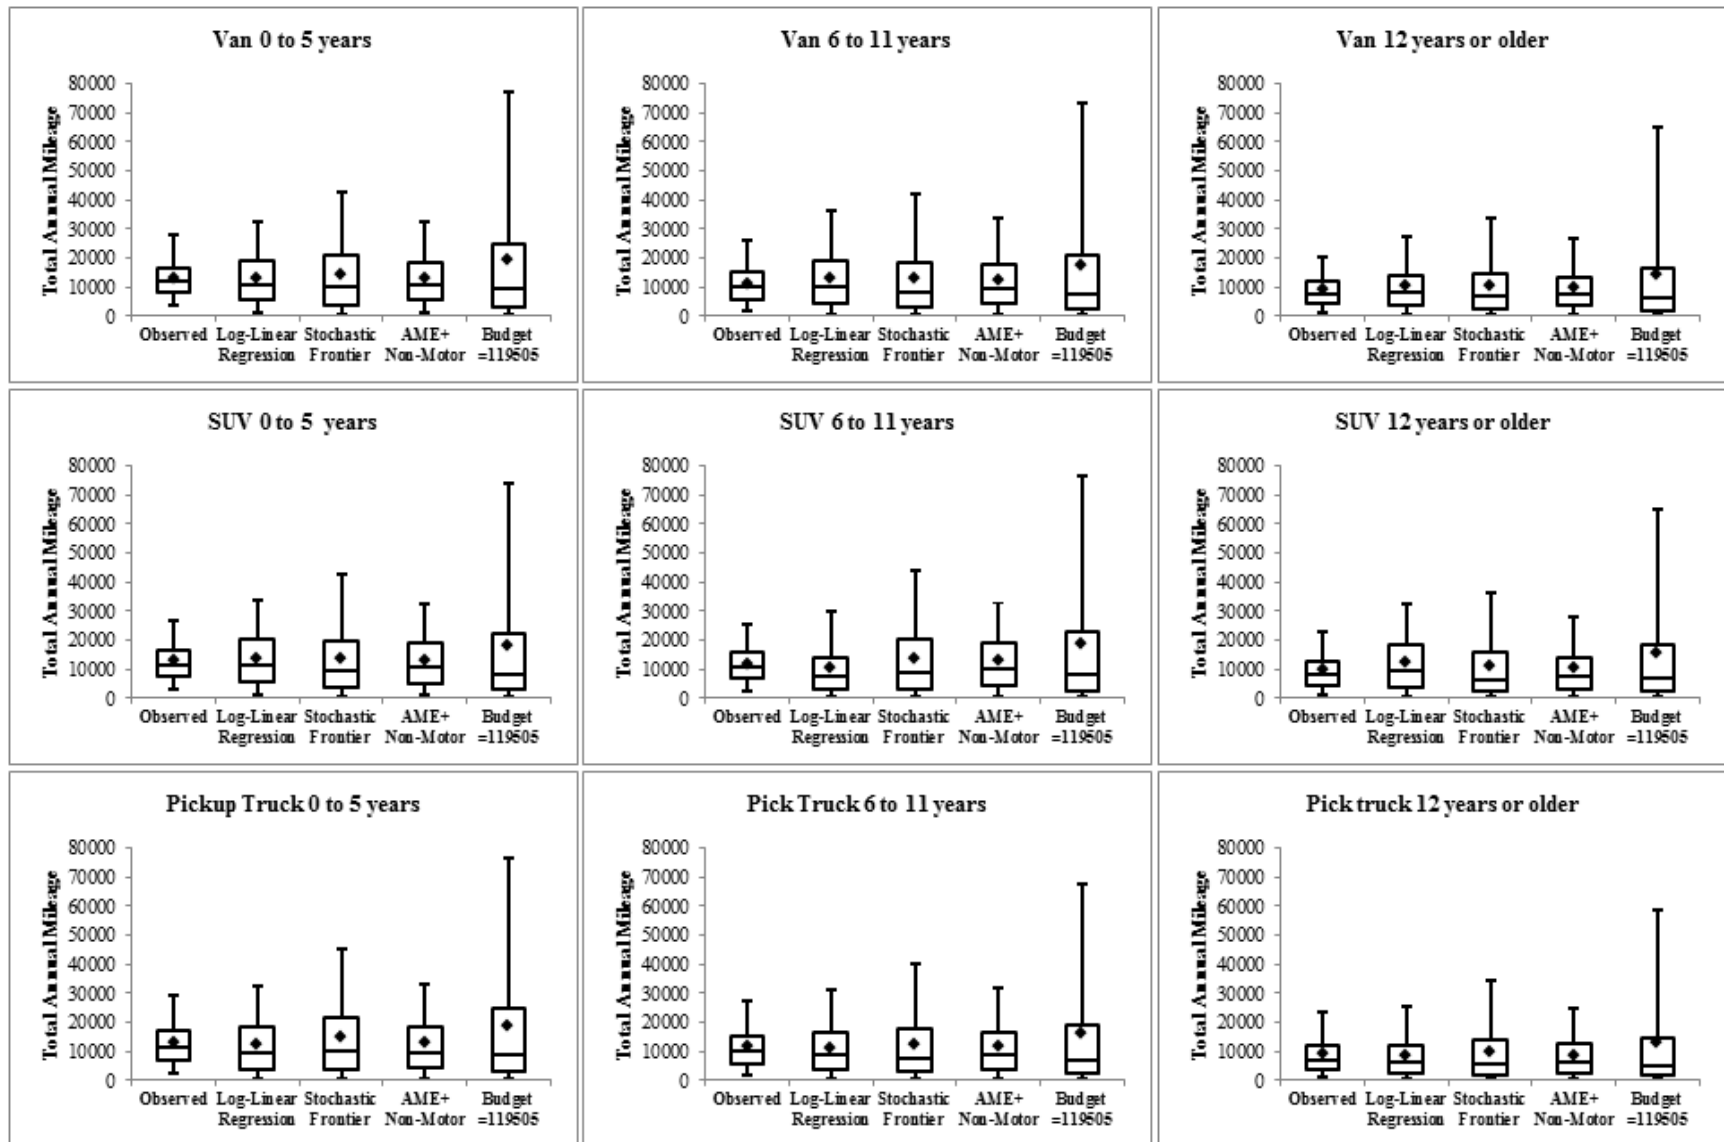 Van 0 to 5 years
Total Annual Mileage
80000
70000
60000
50000
40000
30000
20000
10000
0
Observed Log-Linear Stochastic AME+ Budget
Regression Frontier Non-Motor =119505
Van 6 to 11 years
Total Annual Mileage
80000
70000
60000
50000
40000
30000
20000
10000
0
Observed Log-Linear Stochastic AME+ Budget
Regression Frontier Non-Motor =119505
Van 12 years or older
Total Annual Mileage
80000
70000
60000
50000
40000
30000
20000
10000
0
Observed Log-Linear Stochastic AME+ Budget
Regression Frontier Non-Motor =119505
SUV 0 to 5 years
Total Annual Mileage
80000
70000
60000
50000
40000
30000
20000
10000
0
Observed Log-Linear Stochastic AME+ Budget
Regression Frontier Non-Motor =119505
SUV 6 to 11 years
Total Annual Mileage
80000
70000
60000
50000
40000
30000
20000
10000
0
Observed Log-Linear Stochastic AME+ Budget
Regression Frontier Non-Motor =119505
SUV 12 years or older
Total Annual Mileage
80000
70000
60000
50000
40000
30000
20000
10000
0
Observed Log-Linear Stochastic AME+ Budget
Regression Frontier Non-Motor =119505
Pickup Truck 0 to 5 years
Total Annual Mileage
80000
70000
60000
50000
40000
30000
20000
10000
0
Observed Log-Linear Stochastic AME+ Budget
Regression Frontier Non-Motor =119505
Pick Truck 6 to 11 years
Total Annual Mileage
80000
70000
60000
50000
40000
30000
20000
10000
0
Observed Log-Linear Stochastic AME+ Budget
Regression Frontier Non-Motor =119505
Pick truck 12 years or older
Total Annual Mileage
80000
70000
60000
50000
40000
30000
20000
10000
0
Observed Log-Linear Stochastic AME+ Budget
Regression Frontier Non-Motor =119505